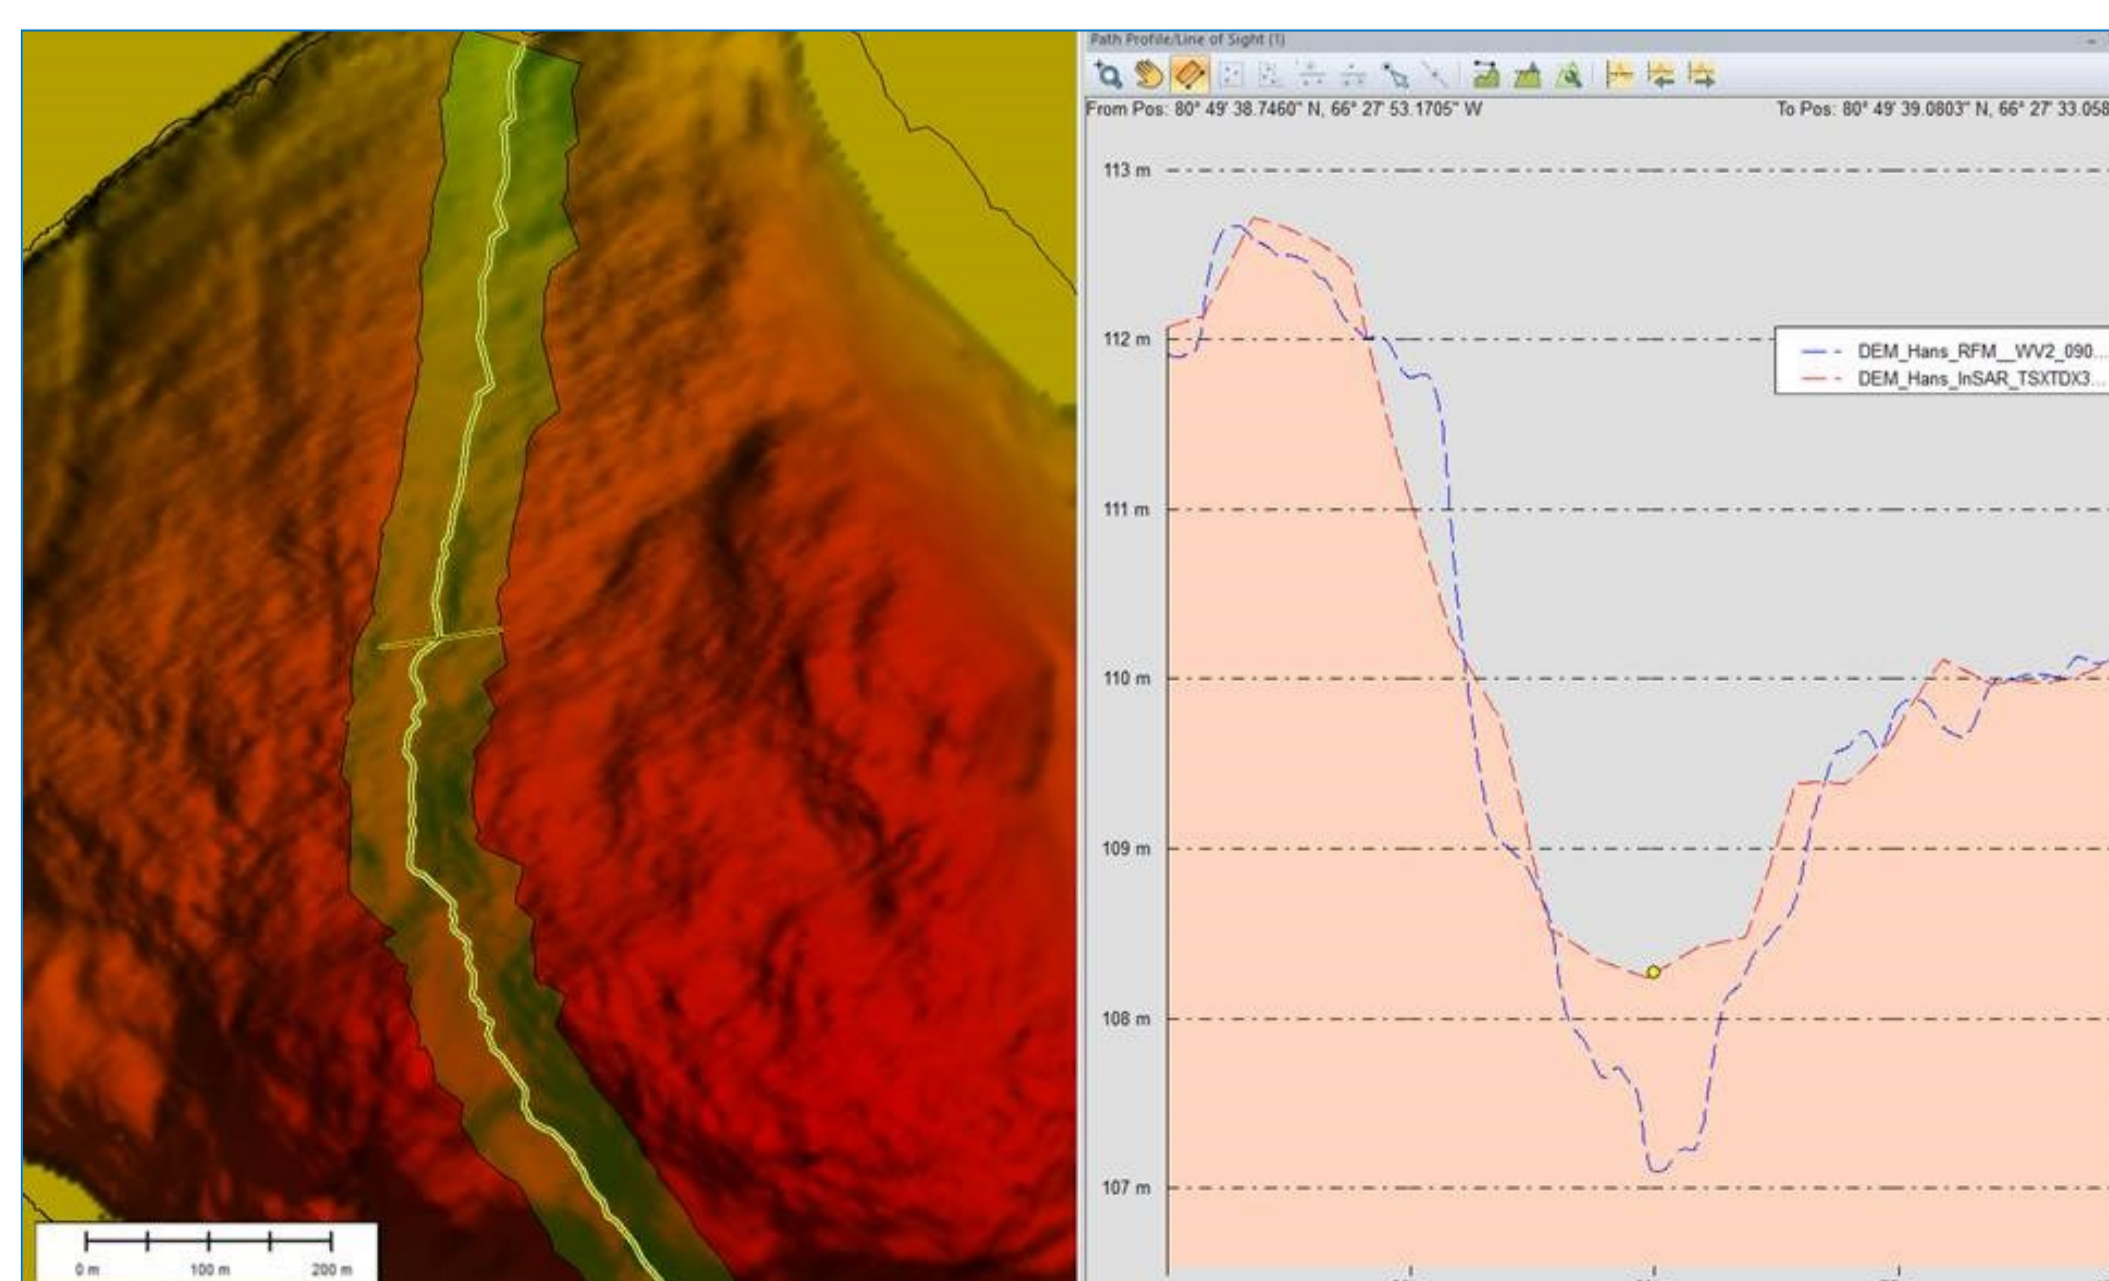 Path Profile/Line of Sight (1)
From Pos: 80° 49' 38.7460" N, 66° 27' 53.1705" W
To Pos: 80° 49' 39.0803" N, 66° 27' 33.058
113 m
112 m
DEM_Hans_RFM__WV2_090...
DEM_Hans_InSAR_TSXTDX3...
111 m
110 m
109 m
108 m
107 m
0 m 100 m 200 m